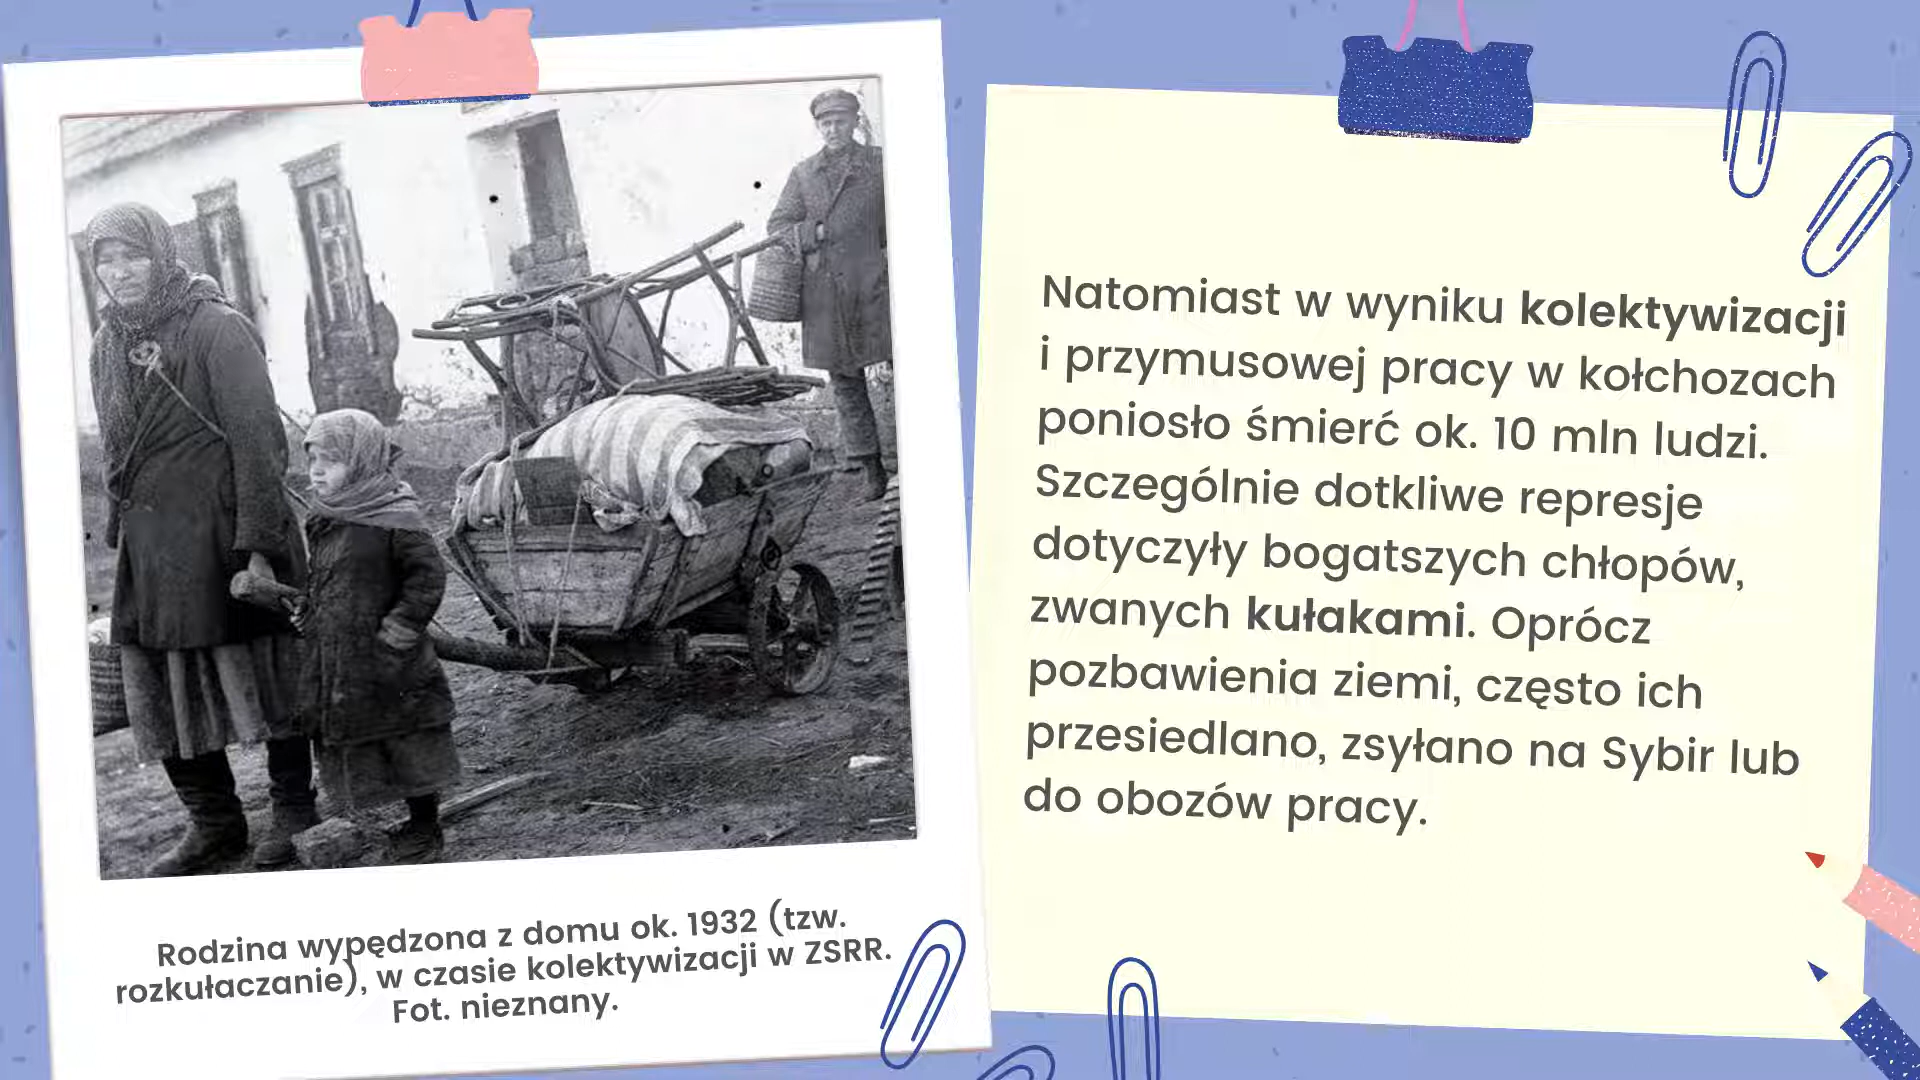 Rodzina wypędzona z domu ok. 1932 (tzw.
rozkułaczanie), w czasie kolektywizacji w ZSRR.
Fot. nieznany.
Natomiast w wyniku kolektywizacji
i przymusowej pracy w kołchozach
poniosło śmierć ok. 10 mln ludzi.
Szczególnie dotkliwe represje
dotyczyły bogatszych chłopów,
zwanych kułakami. Oprócz
pozbawienia ziemi, często ich
przesiedlano, zsyłano na Sybir lub
do obozów pracy.